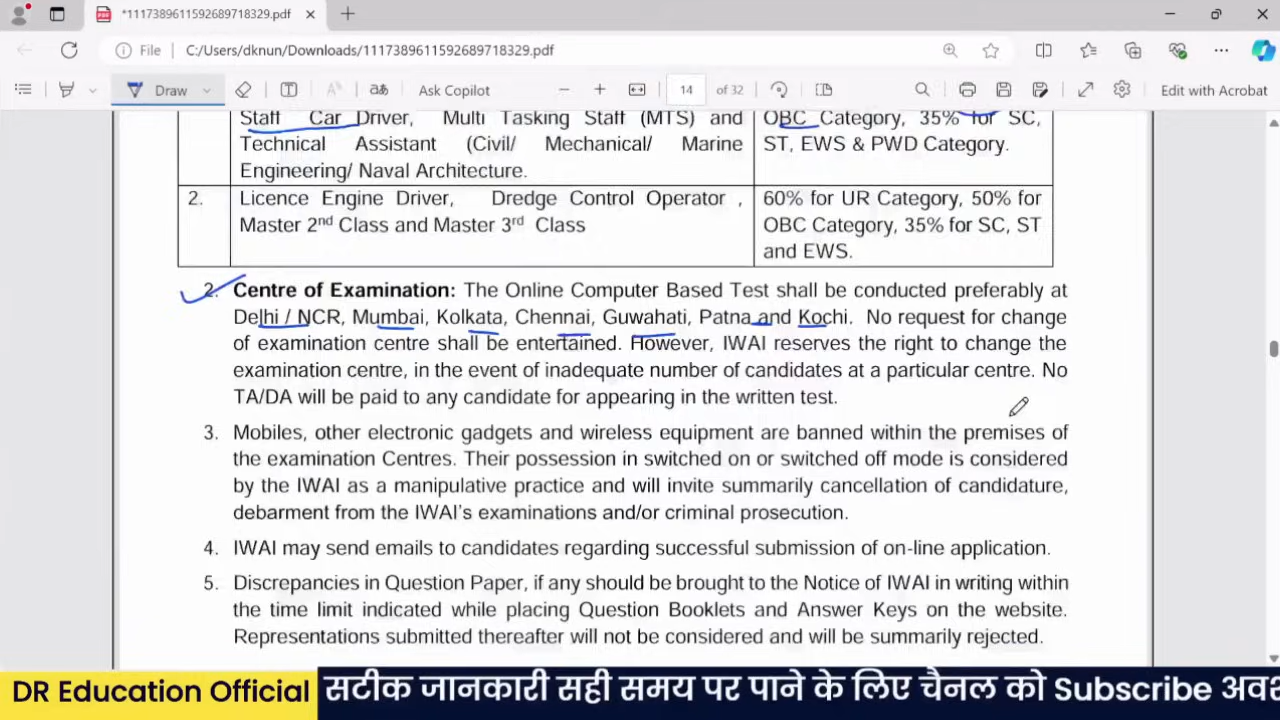 *1117389611592689718329.pdf
File C:/Users/dknun/Downloads/1117389611592689718329.pdf
Draw Ask Copilot 14 of 32 Edit with Acrobat
Staff Car Driver, Multi Tasking Staff (MTS) and
Technical Assistant (Civil/ Mechanical/ Marine
Engineering/ Naval Architecture.
OBC Category, 35% for SC,
ST, EWS & PWD Category.
2.
Licence Engine Driver, Dredge Control Operator ,
Master 2nd Class and Master 3rd Class
60% for UR Category, 50% for
OBC Category, 35% for SC, ST
and EWS.
2. Centre of Examination: The Online Computer Based Test shall be conducted preferably at
Delhi / NCR, Mumbai, Kolkata, Chennai, Guwahati, Patna and Kochi. No request for change
of examination centre shall be entertained. However, IWAI reserves the right to change the
examination centre, in the event of inadequate number of candidates at a particular centre. No
TA/DA will be paid to any candidate for appearing in the written test.
3. Mobiles, other electronic gadgets and wireless equipment are banned within the premises of
the examination Centres. Their possession in switched on or switched off mode is considered
by the IWAI as a manipulative practice and will invite summarily cancellation of candidature,
debarment from the IWAI's examinations and/or criminal prosecution.
4. IWAI may send emails to candidates regarding successful submission of on-line application.
5. Discrepancies in Question Paper, if any should be brought to the Notice of IWAI in writing within
the time limit indicated while placing Question Booklets and Answer Keys on the website.
Representations submitted thereafter will not be considered and will be summarily rejected.
DR Education Official सटीक जानकारी सही समय पर पाने के लिए चैनल को Subscribe